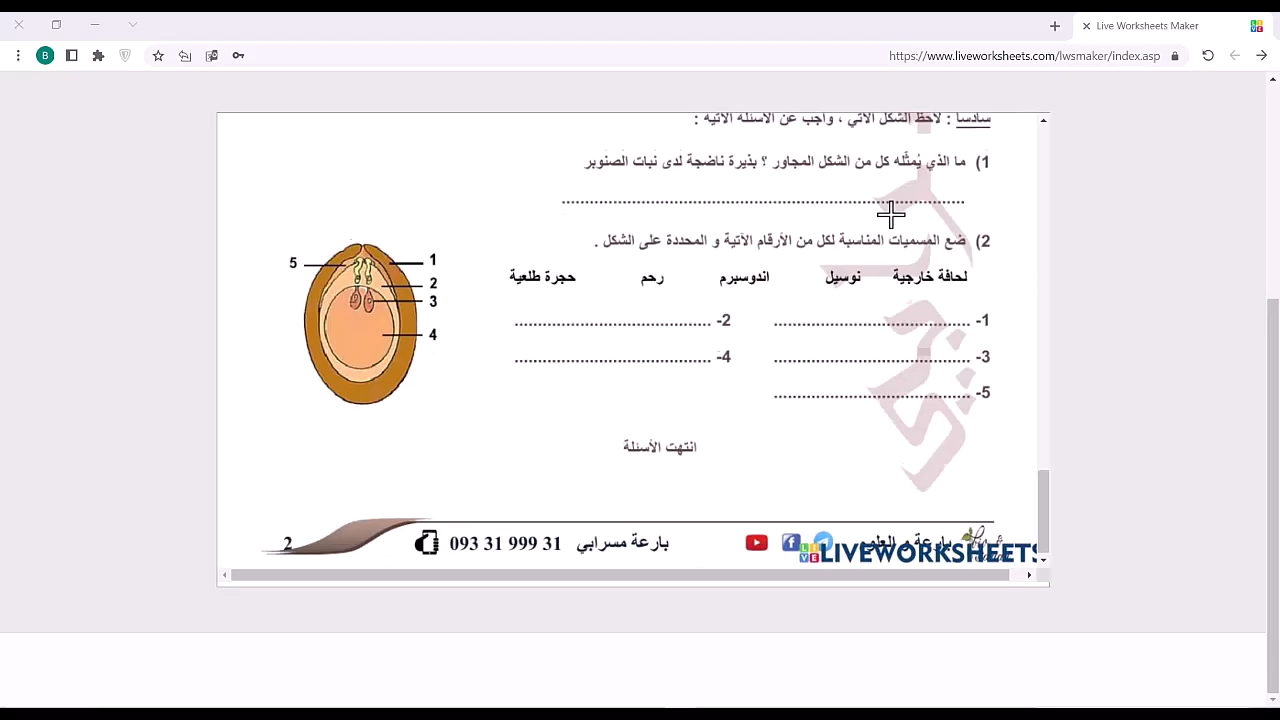 Live Worksheets Maker
B
https://www.liveworksheets.com/lwsmaker/index.asp
سادساً : لاحظ الشكل الآتي ، وأجب عن الأسئلة الآتية :
1) ما الذي يُمثّله كل من الشكل المجاور ؟ بذيرة ناضجة لدى نبات الصنوبر
................................................
2) ضع المسميات المناسبة لكل من الأرقام الآتية و المحددة على الشكل .
لحافة خارجية نوسيل اندوسبرم رحم حجرة طلعية
1- ........................ 2- ........................
3- ........................ 4- ........................
5- ........................
5
1
2
3
4
انتهت الأسئلة
بارعة و العلوم
بارعة مسرابي 093 31 999 31
2
LIVE
LIVEWORKSHEETS